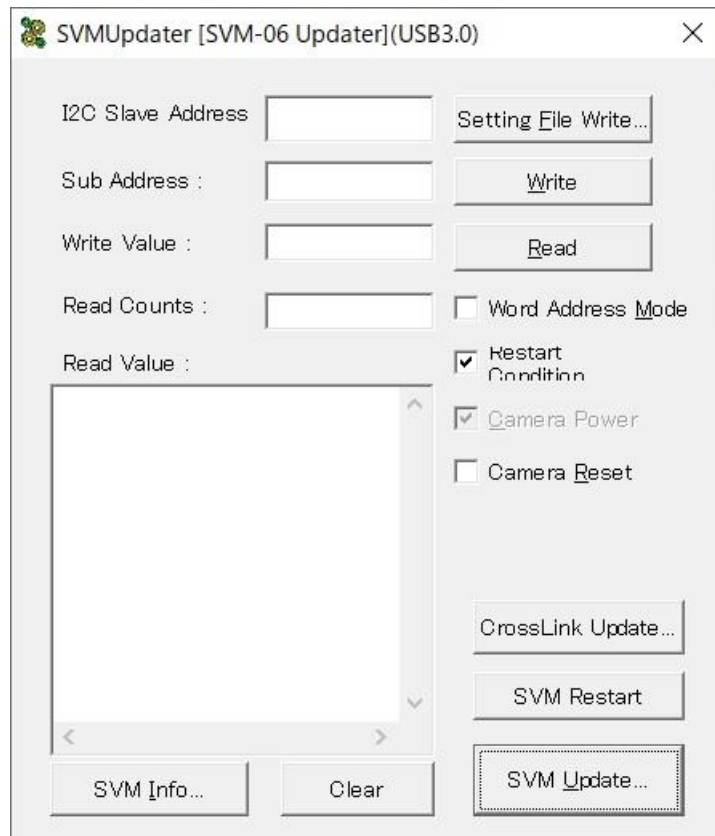 SVMUpdater [SVM-06 Updater](USB3.0)
I2C Slave Address
Setting File Write...
Sub Address :
Write
Write Value :
Read
Read Counts :
Word Address Mode
Read Value :
Restart
Condition
Camera Power
Camera Reset
CrossLink Update...
SVM Restart
SVM Info...
Clear
SVM Update...